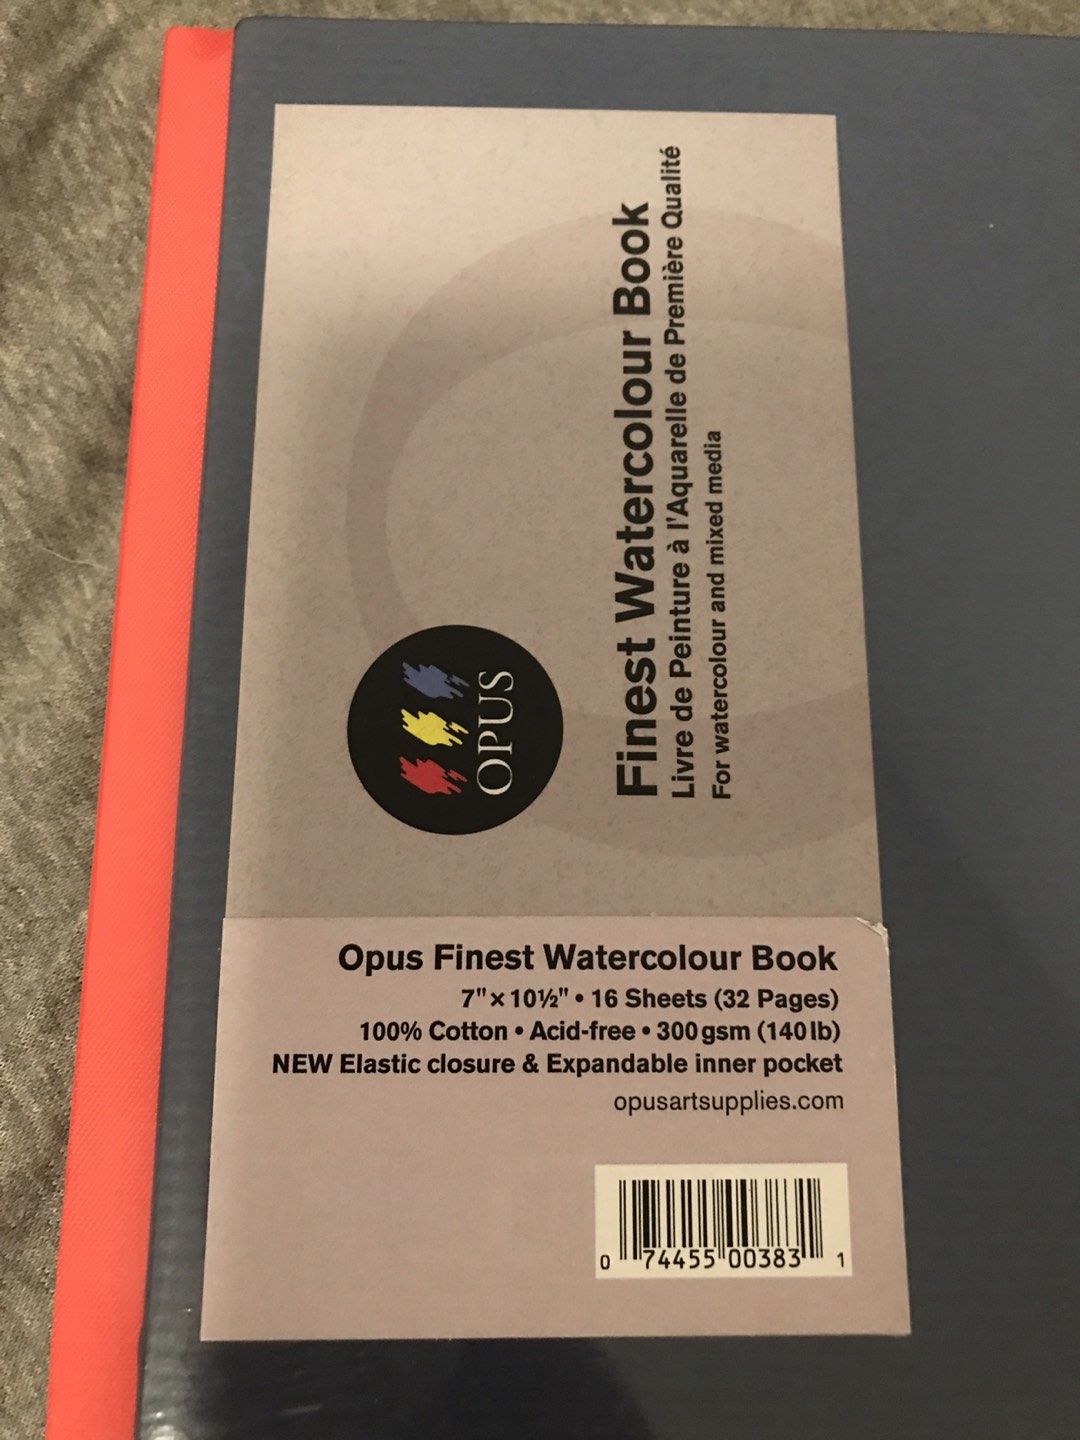 OPUS
Finest Watercolour Book
Livre de Peinture à l'Aquarelle de Première Qualité
For watercolour and mixed media
Opus Finest Watercolour Book
7" × 10½" • 16 Sheets (32 Pages)
100% Cotton • Acid-free • 300 gsm (140 lb)
NEW Elastic closure & Expandable inner pocket
opusartsupplies.com
0 74455 00383 1